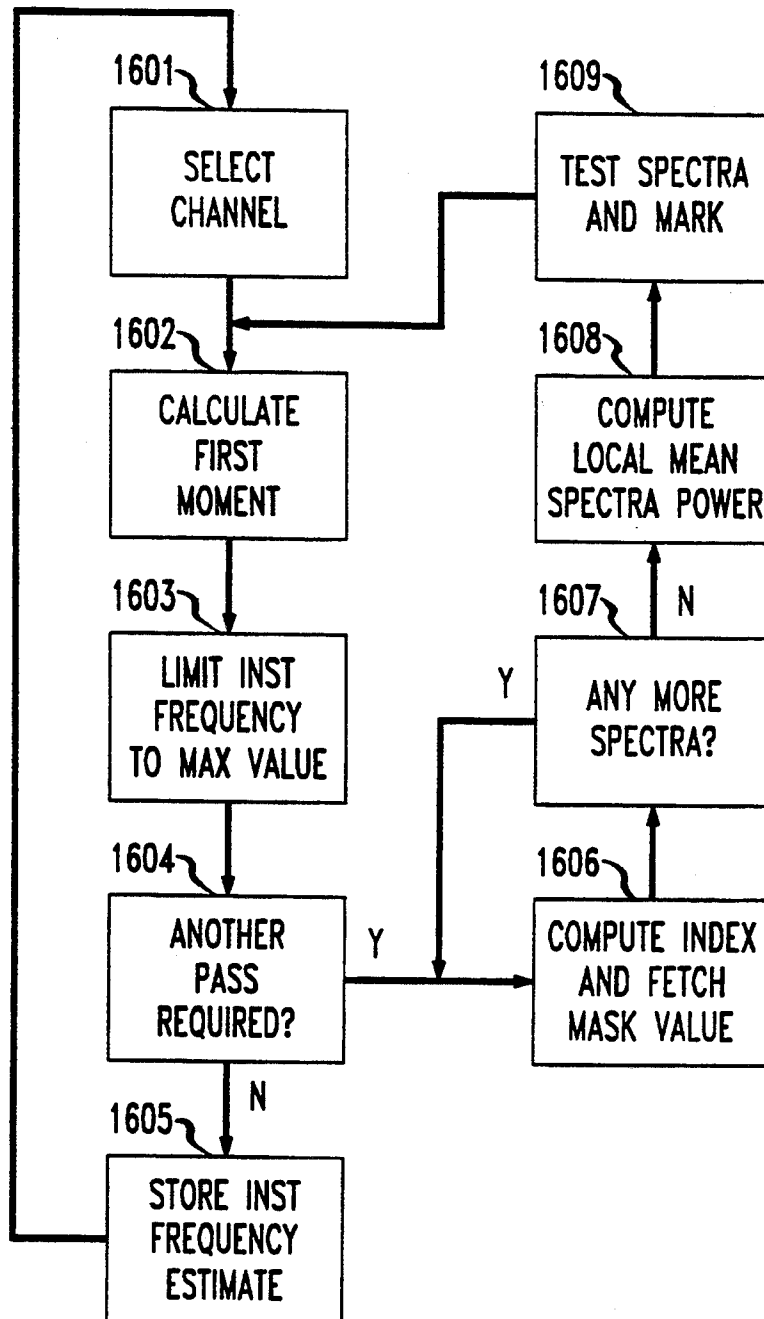 1601
SELECT
CHANNEL
1602
CALCULATE
FIRST
MOMENT
1603
LIMIT INST
FREQUENCY
TO MAX VALUE
1604
ANOTHER
PASS
REQUIRED?
Y
N
1605
STORE INST
FREQUENCY
ESTIMATE
1606
COMPUTE INDEX
AND FETCH
MASK VALUE
1607
ANY MORE
SPECTRA?
Y
N
1608
COMPUTE
LOCAL MEAN
SPECTRA POWER
1609
TEST SPECTRA
AND MARK